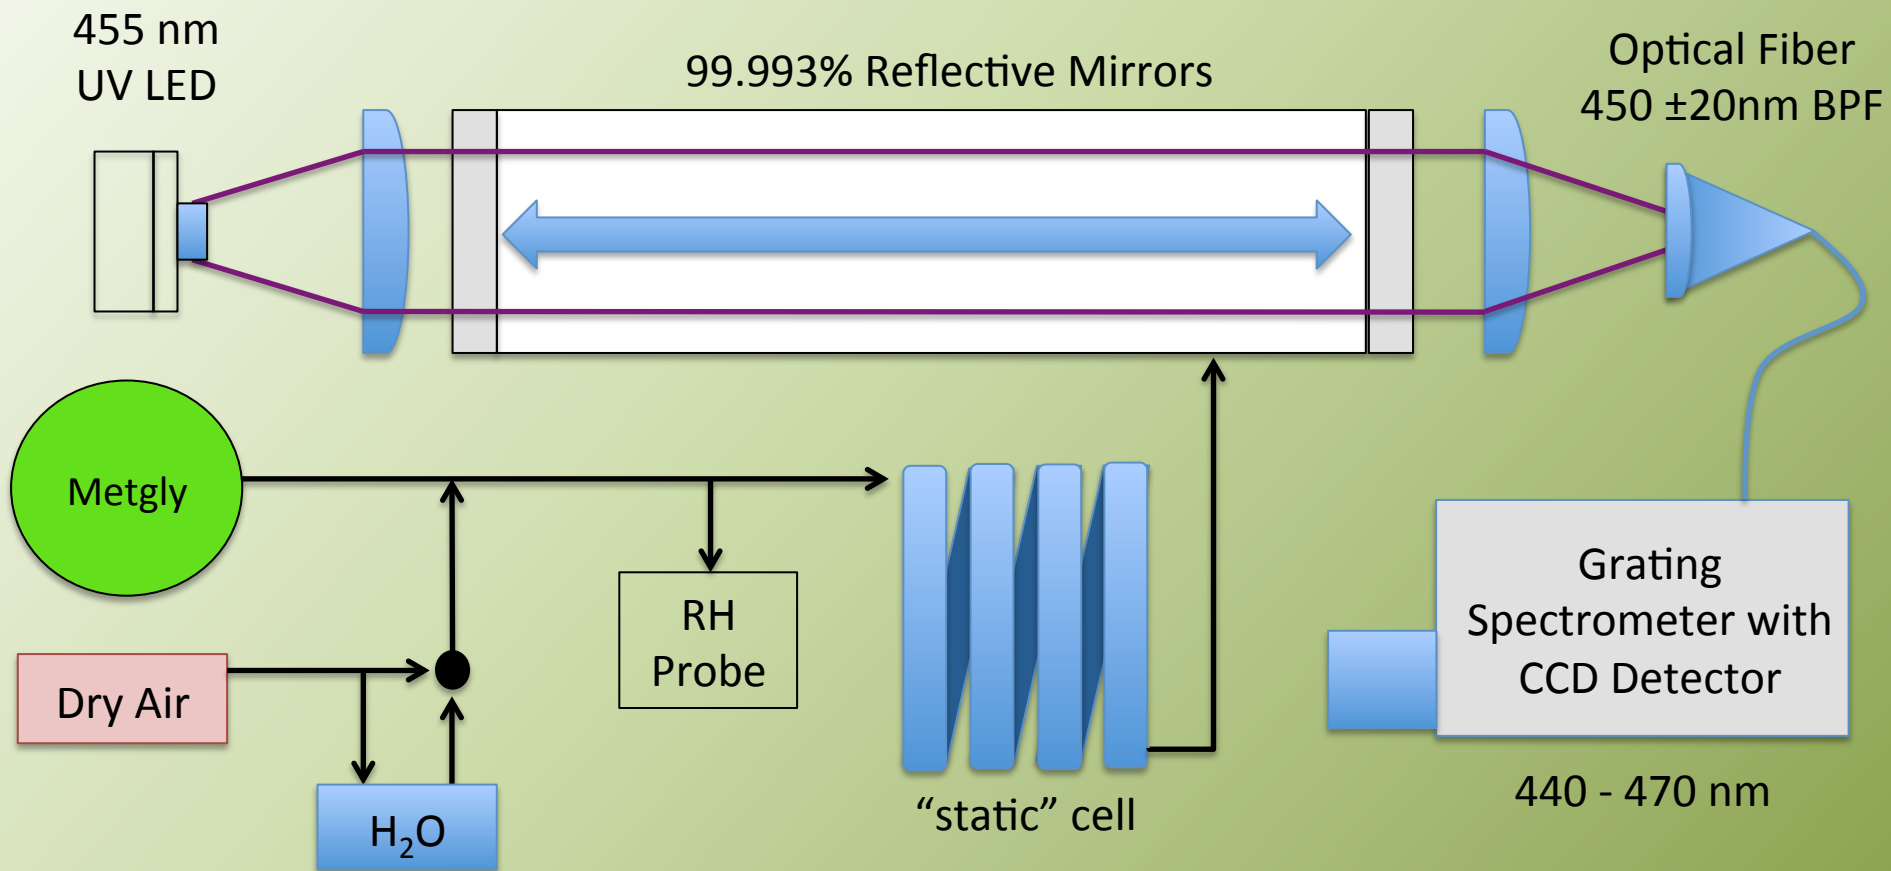 455 nm
UV LED
99.993% Reflective Mirrors
Optical Fiber
450 ±20nm BPF
Metgly
RH
Probe
Dry Air
H₂O
“static” cell
Grating
Spectrometer with
CCD Detector
440 - 470 nm